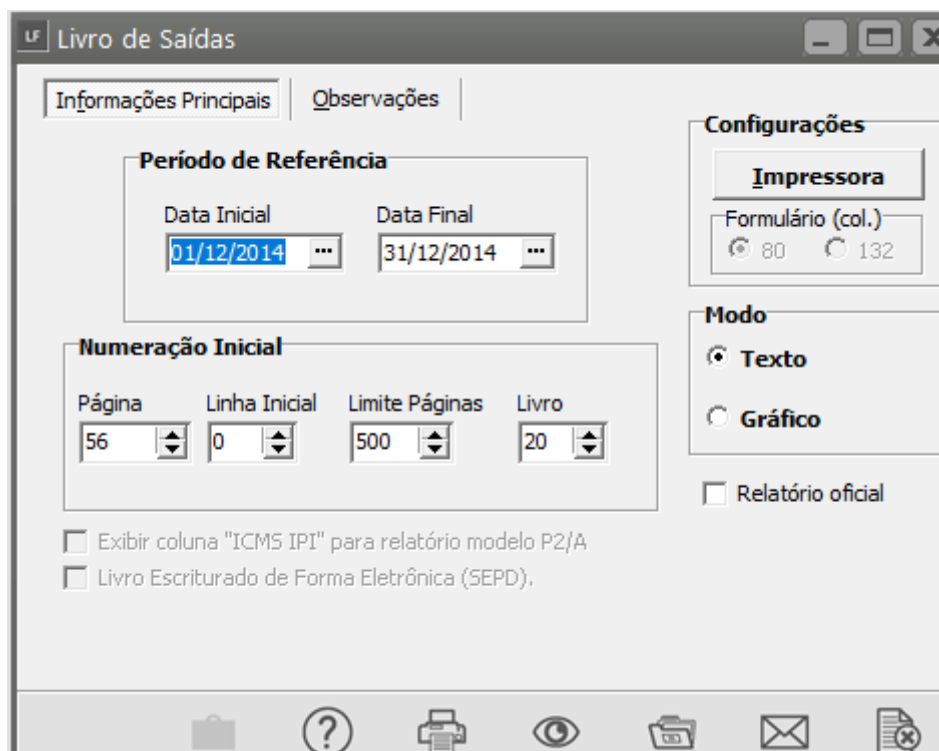 LF Livro de Saídas
Informações Principais
Observações
Período de Referência
Data Inicial
Data Final
01/12/2014 ...
31/12/2014 ...
Numeração Inicial
Página
Linha Inicial
Limite Páginas
Livro
56
0
500
20
Exibir coluna "ICMS IPI" para relatório modelo P2/A
Livro Escriturado de Forma Eletrônica (SEPD).
Configurações
Impressora
Formulário (col.)
80
132
Modo
Texto
Gráfico
Relatório oficial